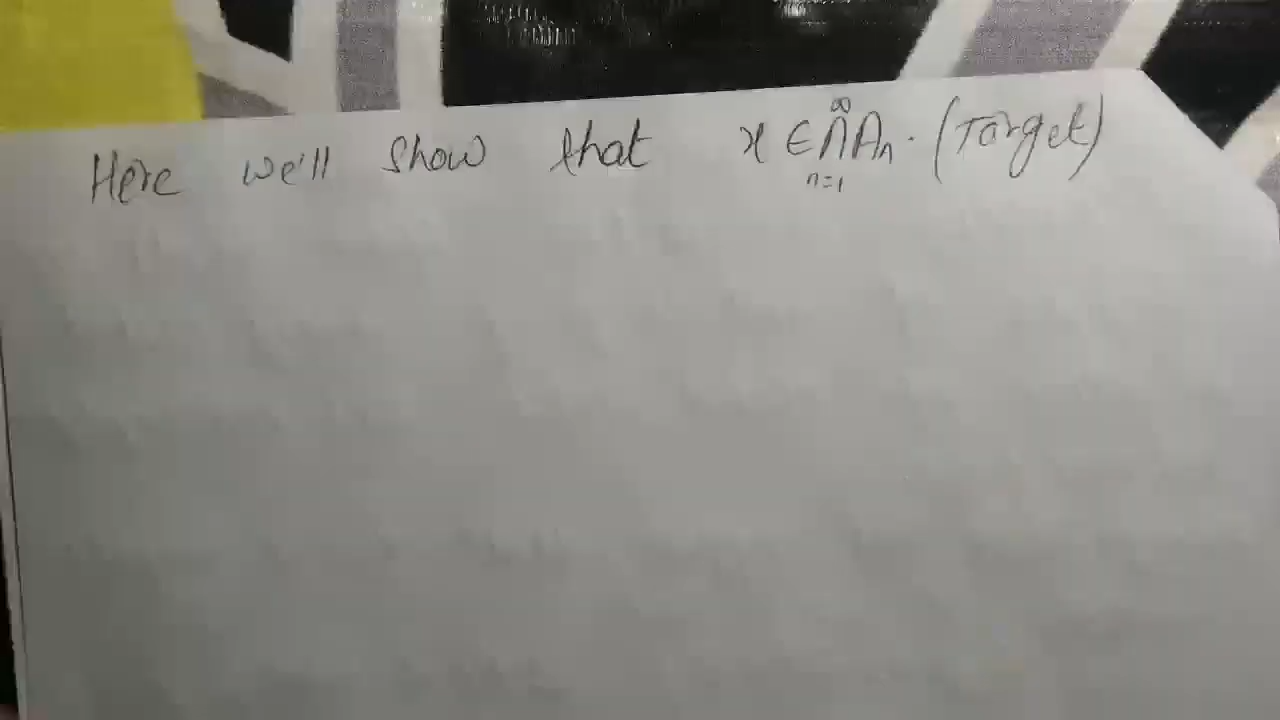 Here we'll show that x ∈ ∞⋂n=1 An. (Target)